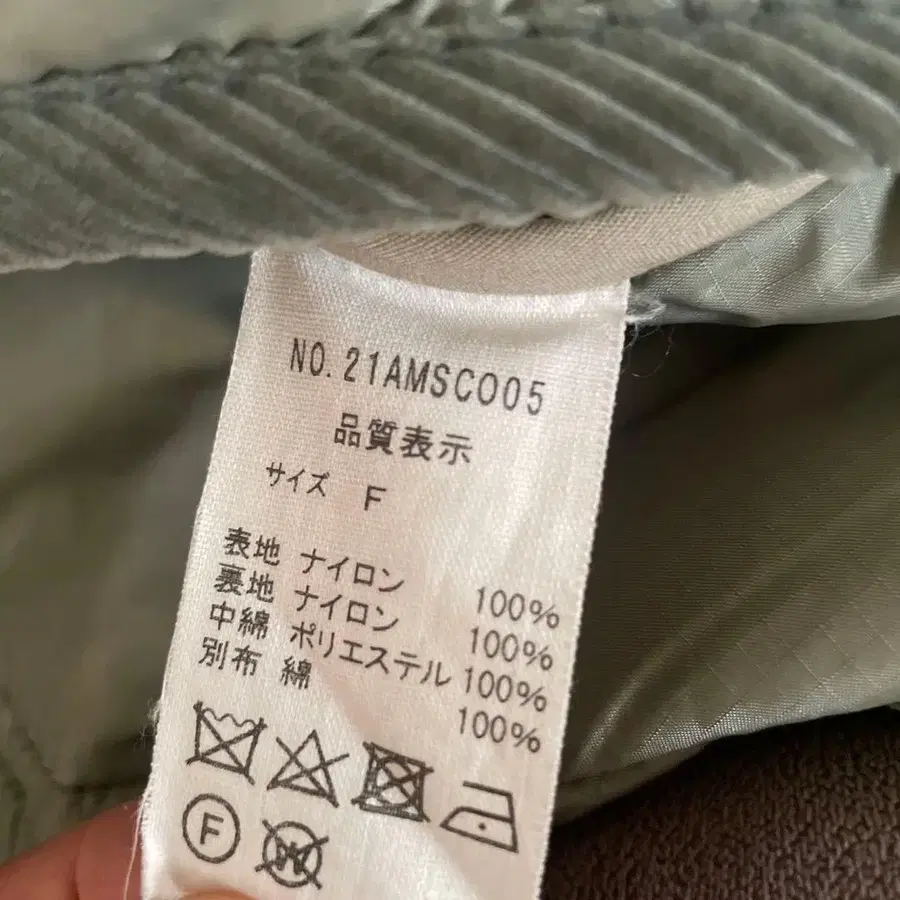 NO.21AMSCO05
品質表示
サイズ F
表地 ナイロン 100%
裏地 ナイロン 100%
中綿 ポリエステル 100%
別布 綿 100%
F
W